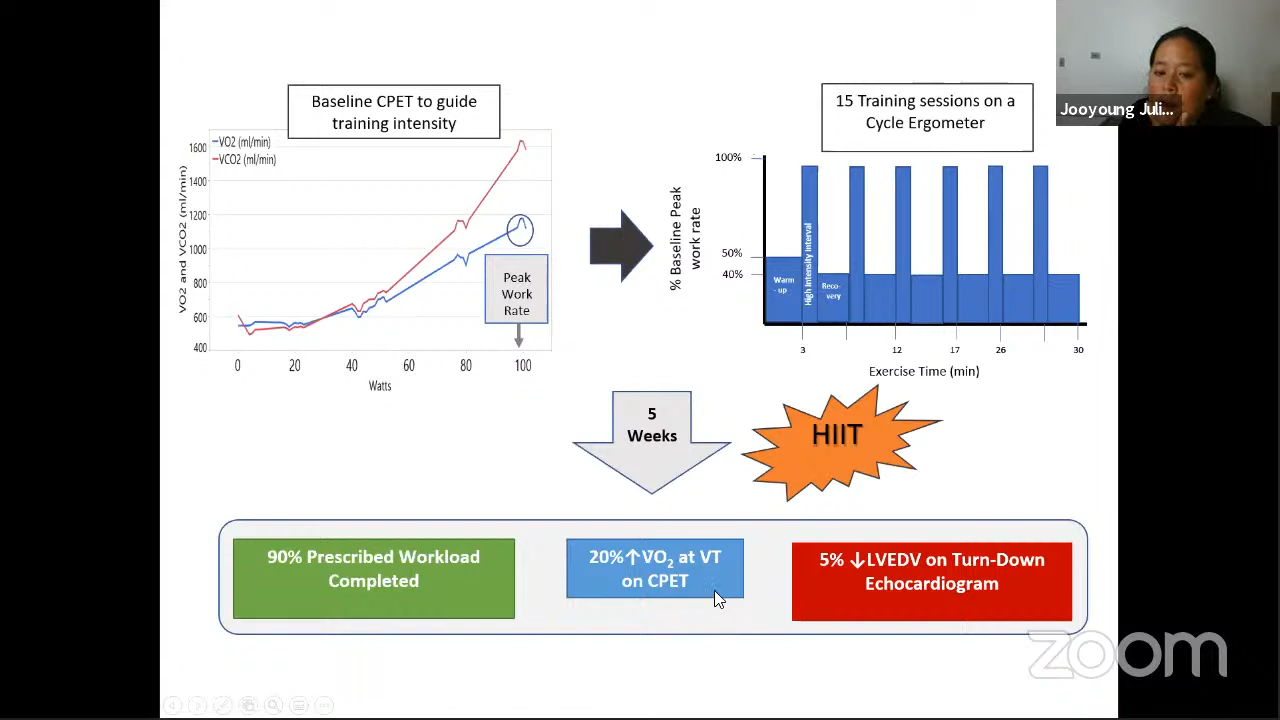 Jooyoung Juli...
Baseline CPET to guide
training intensity
VO2 (ml/min)
VCO2 (ml/min)
VO2 and VCO2 (ml/min)
1600
1400
1200
1000
800
600
400
0
20
40
60
80
100
Watts
Peak
Work
Rate
15 Training sessions on a
Cycle Ergometer
% Baseline Peak
work rate
100%
50%
40%
Warm
- up
High Intensity Interval
Reco-
very
3
12
17
26
30
Exercise Time (min)
5
Weeks
HIIT
90% Prescribed Workload
Completed
20%↑VO₂ at VT
on CPET
5% ↓LVEDV on Turn-Down
Echocardiogram
zoom